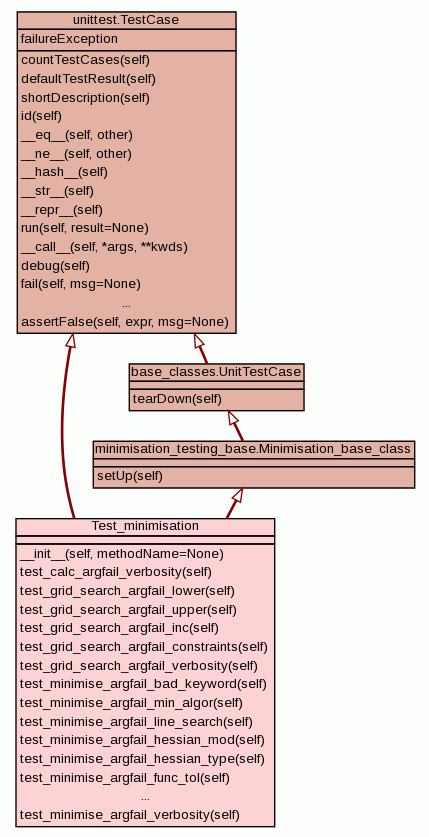 unittest.TestCase
failureException
countTestCases(self)
defaultTestResult(self)
shortDescription(self)
id(self)
__eq__(self, other)
__ne__(self, other)
__hash__(self)
__str__(self)
__repr__(self)
run(self, result=None)
__call__(self, *args, **kwds)
debug(self)
fail(self, msg=None)
...
assertFalse(self, expr, msg=None)
base_classes.UnitTestCase
tearDown(self)
minimisation_testing_base.Minimisation_base_class
setUp(self)
Test_minimisation
__init__(self, methodName=None)
test_calc_argfail_verbosity(self)
test_grid_search_argfail_lower(self)
test_grid_search_argfail_upper(self)
test_grid_search_argfail_inc(self)
test_grid_search_argfail_constraints(self)
test_grid_search_argfail_verbosity(self)
test_minimise_argfail_bad_keyword(self)
test_minimise_argfail_min_algor(self)
test_minimise_argfail_line_search(self)
test_minimise_argfail_hessian_mod(self)
test_minimise_argfail_hessian_type(self)
test_minimise_argfail_func_tol(self)
...
test_minimise_argfail_verbosity(self)